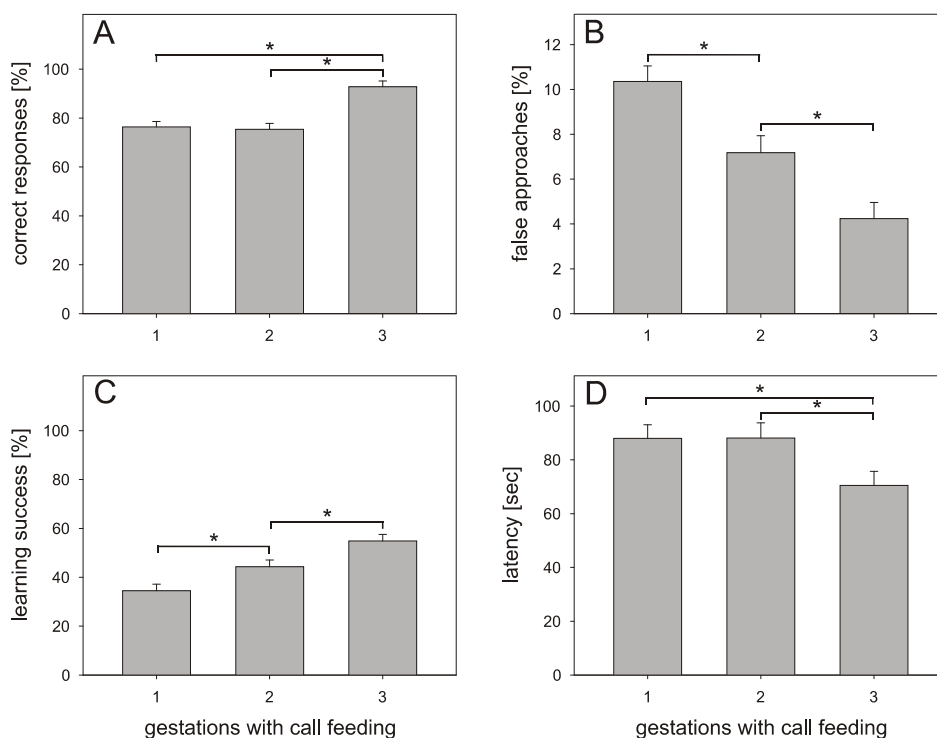 A
correct responses [%]
100
80
60
40
20
0
*
*
1 2 3
B
false approaches [%]
12
10
8
6
4
2
0
*
*
1 2 3
C
learning success [%]
100
80
60
40
20
0
*
*
1 2 3
gestations with call feeding
D
latency [sec]
100
80
60
40
20
0
*
*
1 2 3
gestations with call feeding